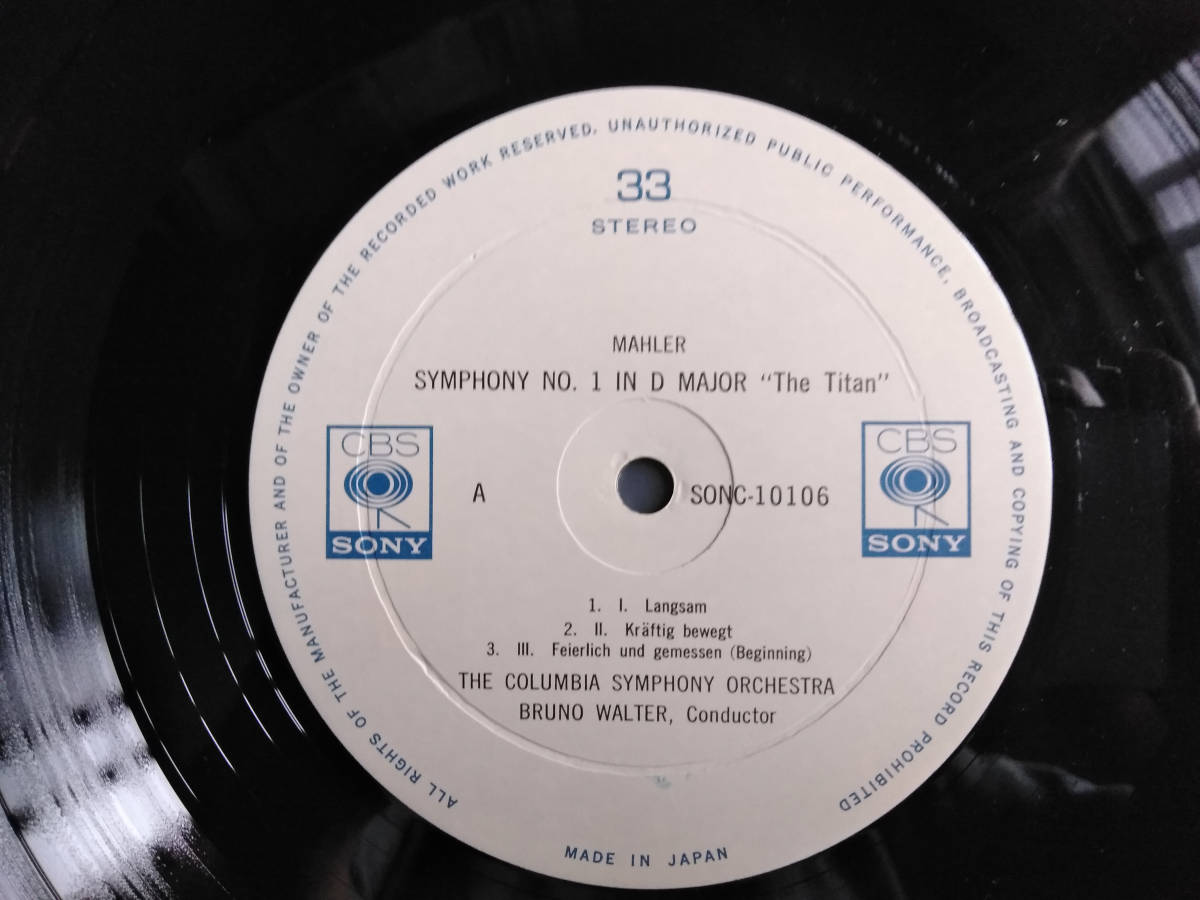 ALL RIGHTS OF THE MANUFACTURER AND OF THE OWNER OF THE RECORDED WORK RESERVED. UNAUTHORIZED PUBLIC PERFORMANCE, BROADCASTING AND COPYING OF THIS RECORD PROHIBITED
33
STEREO
MAHLER
SYMPHONY NO. 1 IN D MAJOR “The Titan”
CBS
SONY
A
SONC-10106
CBS
SONY
1. I. Langsam
2. II. Kräftig bewegt
3. III. Feierlich und gemessen (Beginning)
THE COLUMBIA SYMPHONY ORCHESTRA
BRUNO WALTER, Conductor
MADE IN JAPAN